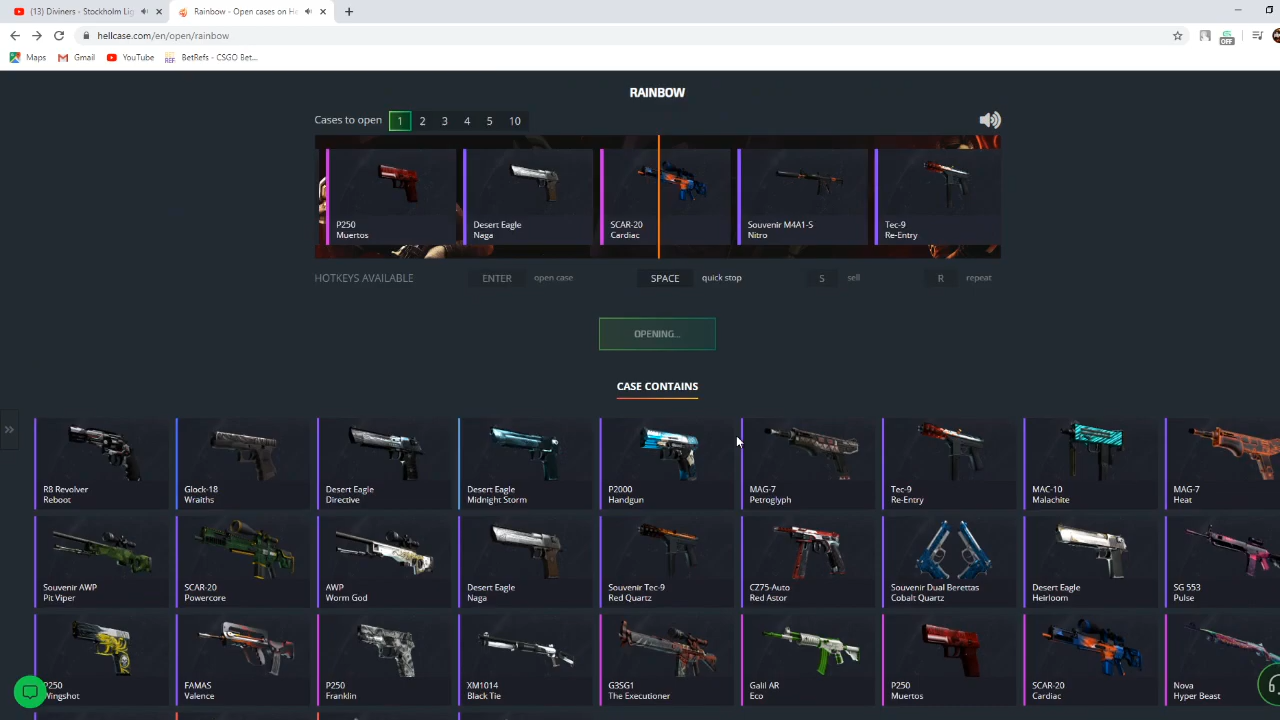 (13) Diviners - Stockholm Lig
Rainbow - Open cases on He
hellcase.com/en/open/rainbow
OFF
Maps
Gmail
YouTube
BET REF
BetRefs - CSGO Bet...
RAINBOW
Cases to open 1 2 3 4 5 10
P250
Muertos
Desert Eagle
Naga
SCAR-20
Cardiac
Souvenir M4A1-S
Nitro
Tec-9
Re-Entry
HOTKEYS AVAILABLE ENTER open case SPACE quick stop S sell R repeat
OPENING...
CASE CONTAINS
R8 Revolver
Reboot
Glock-18
Wraiths
Desert Eagle
Directive
Desert Eagle
Midnight Storm
P2000
Handgun
MAG-7
Petroglyph
Tec-9
Re-Entry
MAC-10
Malachite
MAG-7
Heat
Souvenir AWP
Pit Viper
SCAR-20
Powercore
AWP
Worm God
Desert Eagle
Naga
Souvenir Tec-9
Red Quartz
CZ75-Auto
Red Astor
Souvenir Dual Berettas
Cobalt Quartz
Desert Eagle
Heirloom
SG 553
Pulse
P250
Wingshot
FAMAS
Valence
P250
Franklin
XM1014
Black Tie
G3SG1
The Executioner
Galil AR
Eco
P250
Muertos
SCAR-20
Cardiac
Nova
Hyper Beast